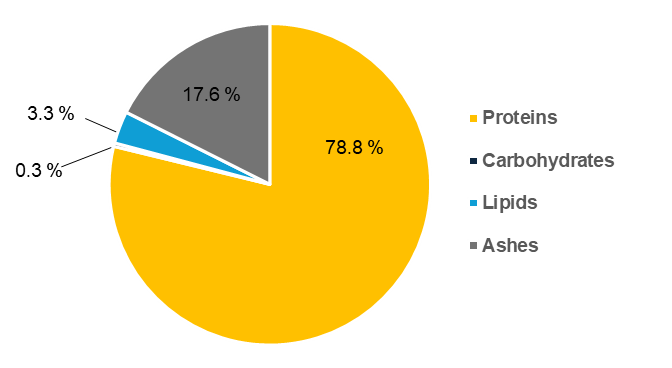 17.6 %
3.3 %
78.8 %
0.3 %
Proteins
Carbohydrates
Lipids
Ashes